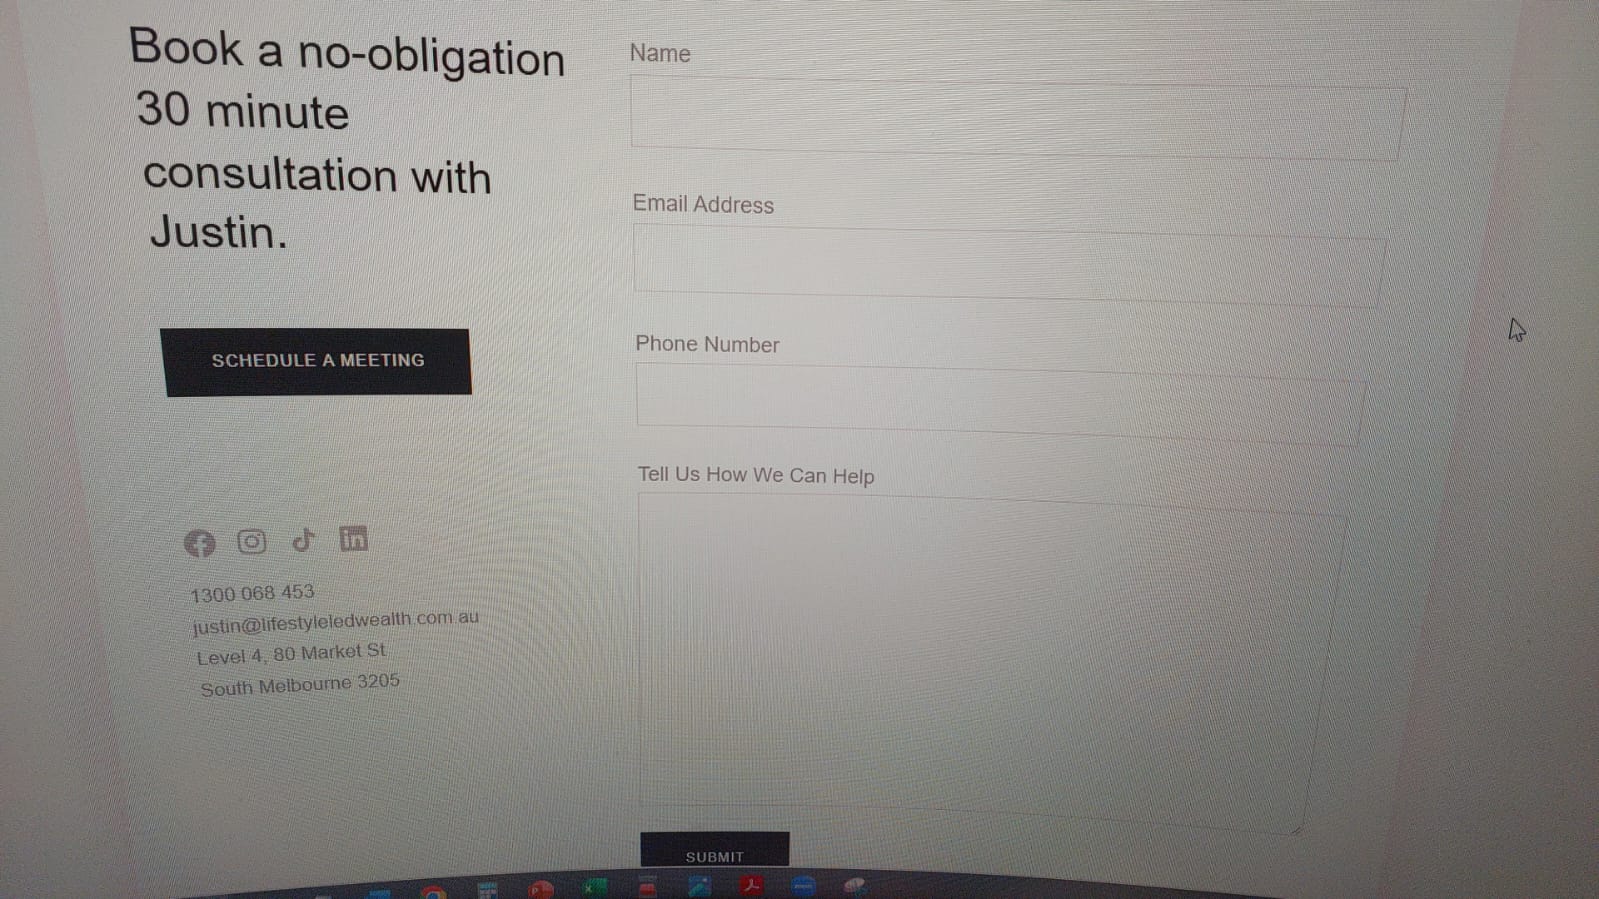 Book a no-obligation
30 minute
consultation with
Justin.
SCHEDULE A MEETING
1300 068 453
justin@lifestyleledwealth.com.au
Level 4, 80 Market St
South Melbourne 3205
Name
Email Address
Phone Number
Tell Us How We Can Help
SUBMIT